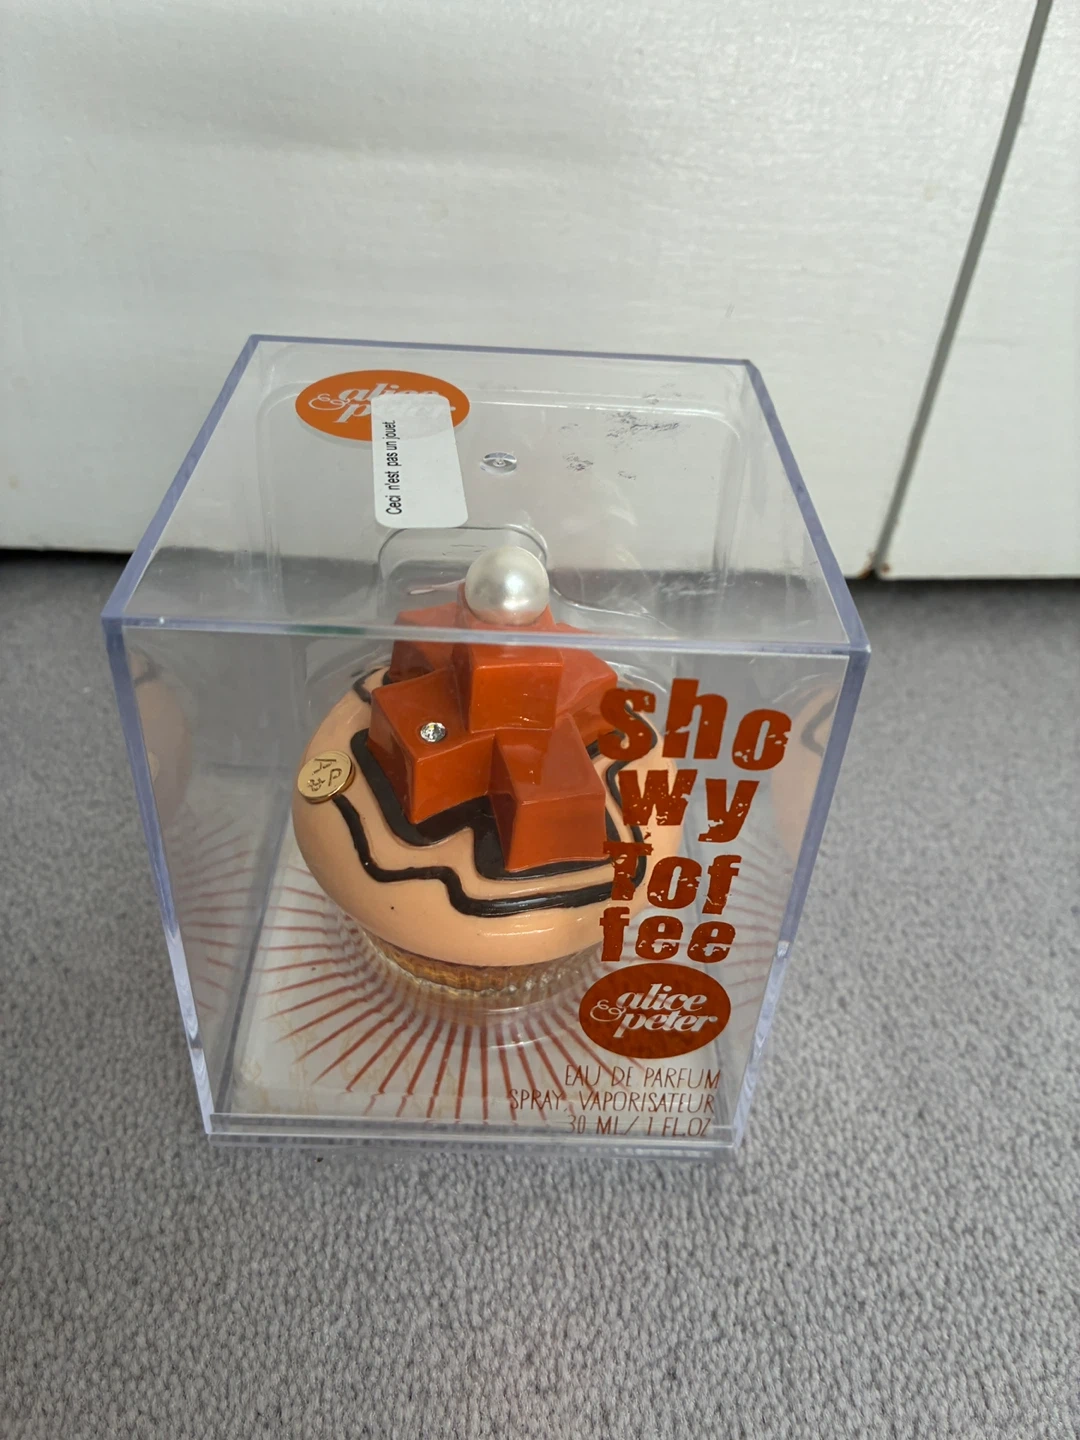 alice
& peter
Ceci n'est pas un jouet.
sho
wy
Tof
fee
alice
& peter
EAU DE PARFUM
SPRAY, VAPORISATEUR
30 ML/ 1 FL.OZ